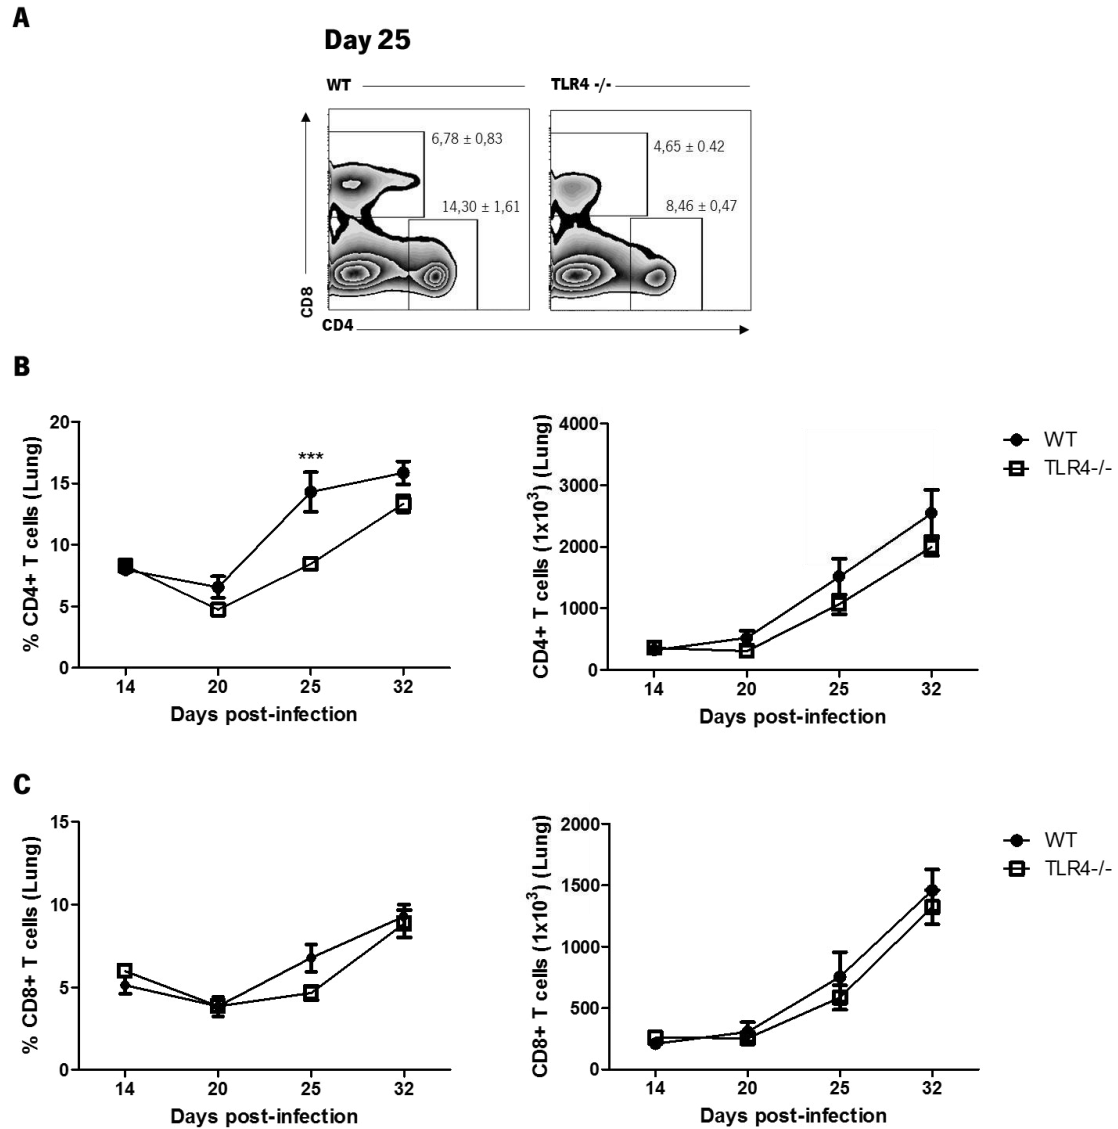 A
Day 25
WT
TLR4 -/-
6,78 ± 0,83
4,65 ± 0.42
14,30 ± 1,61
8,46 ± 0,47
CD8
CD4
B
% CD4+ T cells (Lung)
20
15
10
5
0
***
14
20
25
32
Days post-infection
CD4+ T cells (1x10³) (Lung)
4000
3000
2000
1000
0
14
20
25
32
Days post-infection
WT
TLR4-/-
C
% CD8+ T cells (Lung)
15
10
5
0
14
20
25
32
Days post-infection
CD8+ T cells (1x10³) (Lung)
2000
1500
1000
500
0
14
20
25
32
Days post-infection
WT
TLR4-/-